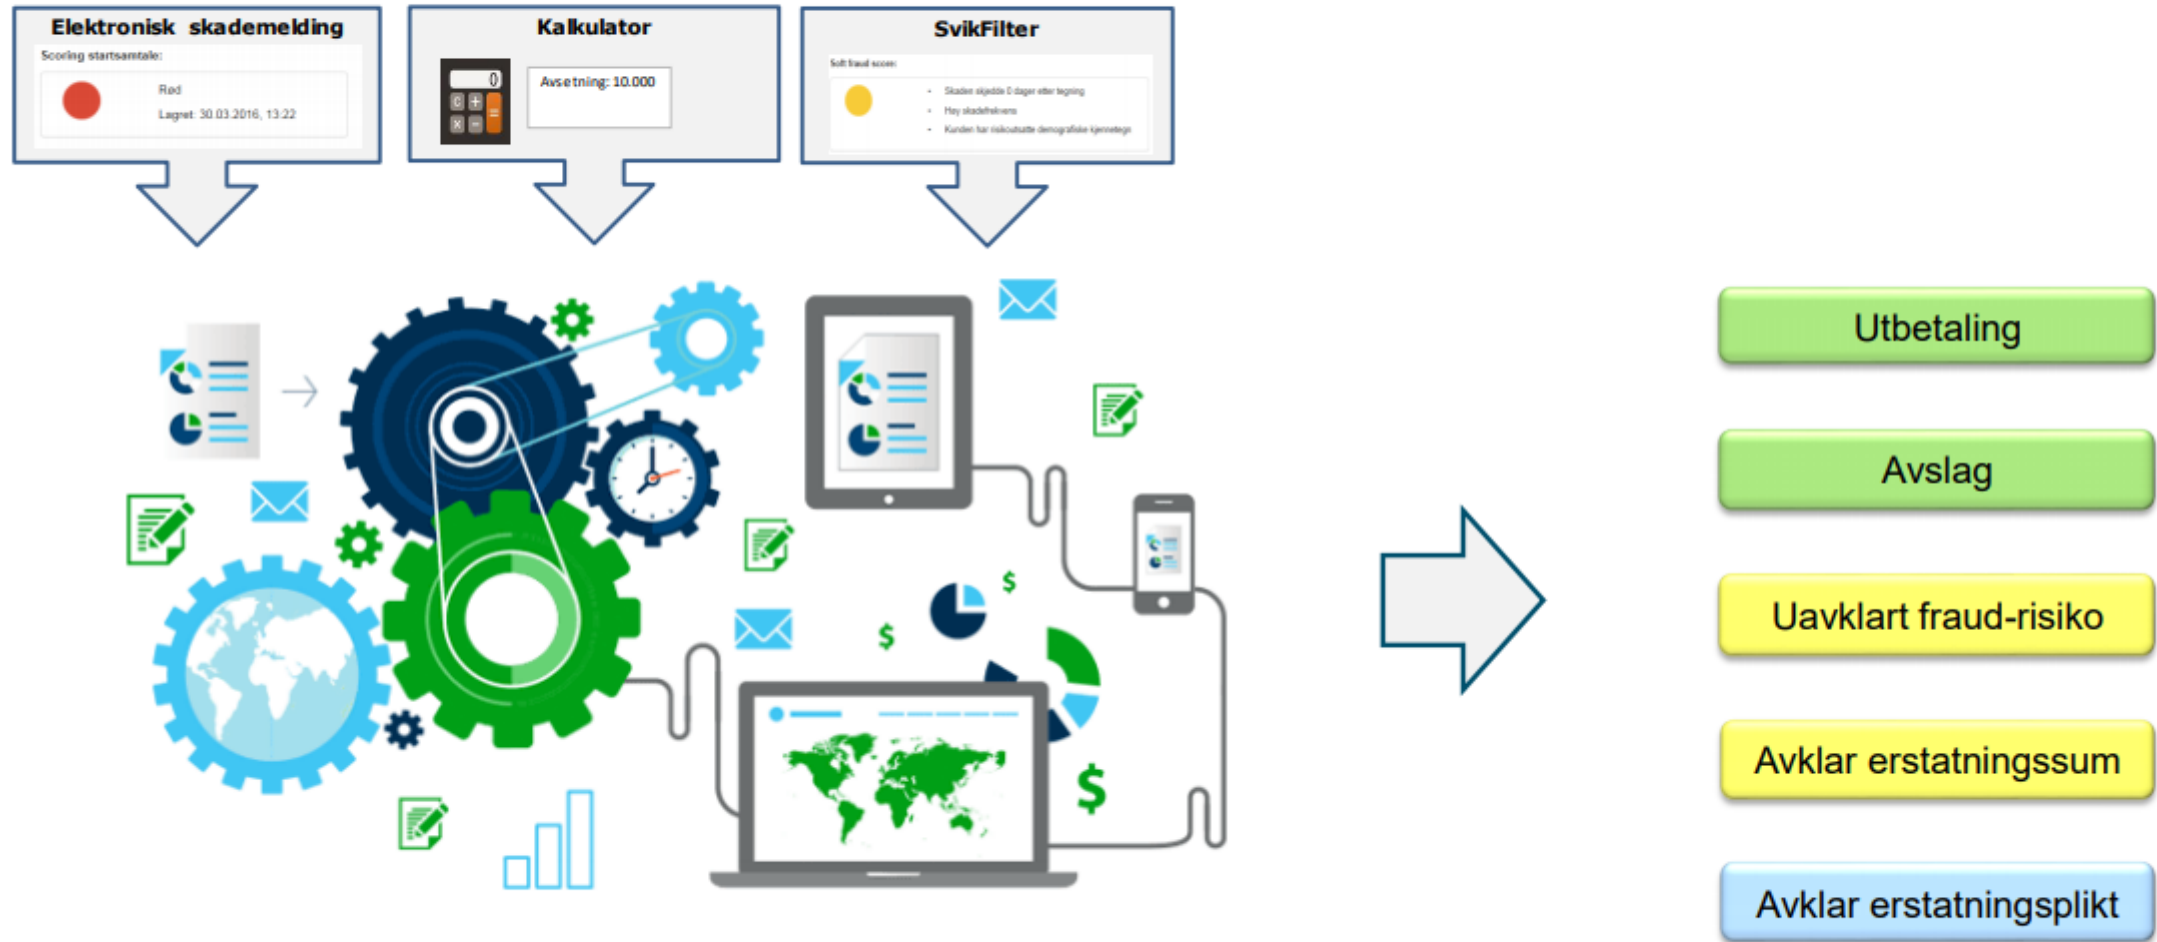 Elektronisk skademelding
Scoring startsamtale:
Rød
Lagret: 30.03.2016, 13:22
Kalkulator
0
C +
=
× −
Avsetning: 10.000
SvikFilter
Soft fraud score:
- Skaden skjedde 0 dager etter tegning
- Høy skadefrekvens
- Kunden har risikoutsatte demografiske kjennetegn
$
$
$
Utbetaling
Avslag
Uavklart fraud-risiko
Avklar erstatningssum
Avklar erstatningsplikt